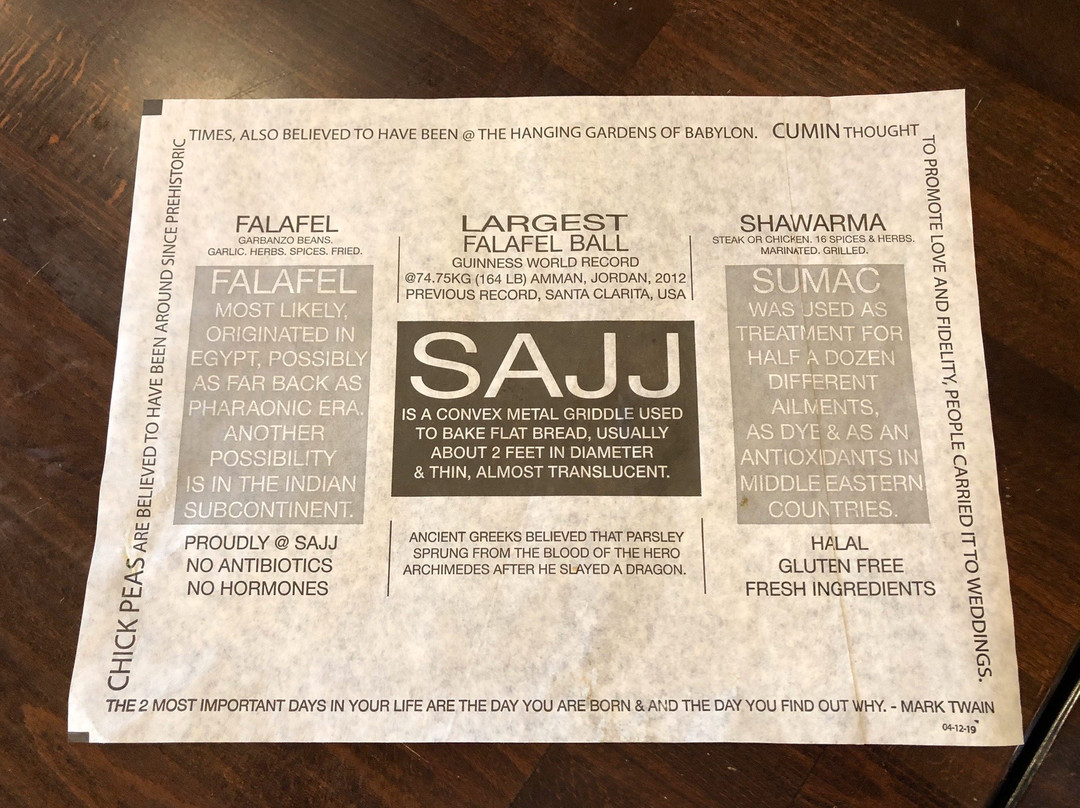 CHICK PEAS ARE BELIEVED TO HAVE BEEN AROUND SINCE PREHISTORIC
TIMES, ALSO BELIEVED TO HAVE BEEN @ THE HANGING GARDENS OF BABYLON. CUMIN THOUGHT
TO PROMOTE LOVE AND FIDELITY, PEOPLE CARRIED IT TO WEDDINGS.
FALAFEL
GARBANZO BEANS.
GARLIC. HERBS. SPICES. FRIED.
FALAFEL
MOST LIKELY,
ORIGINATED IN
EGYPT, POSSIBLY
AS FAR BACK AS
PHARAONIC ERA.
ANOTHER
POSSIBILITY
IS IN THE INDIAN
SUBCONTINENT.
PROUDLY @ SAJJ
NO ANTIBIOTICS
NO HORMONES
LARGEST
FALAFEL BALL
GUINNESS WORLD RECORD
@74.75KG (164 LB) AMMAN, JORDAN, 2012
PREVIOUS RECORD, SANTA CLARITA, USA
SAJJ
IS A CONVEX METAL GRIDDLE USED
TO BAKE FLAT BREAD, USUALLY
ABOUT 2 FEET IN DIAMETER
& THIN, ALMOST TRANSLUCENT.
ANCIENT GREEKS BELIEVED THAT PARSLEY
SPRUNG FROM THE BLOOD OF THE HERO
ARCHIMEDES AFTER HE SLAYED A DRAGON.
SHAWARMA
STEAK OR CHICKEN. 16 SPICES & HERBS.
MARINATED. GRILLED.
SUMAC
WAS USED AS
TREATMENT FOR
HALF A DOZEN
DIFFERENT
AILMENTS,
AS DYE & AS AN
ANTIOXIDANTS IN
MIDDLE EASTERN
COUNTRIES.
HALAL
GLUTEN FREE
FRESH INGREDIENTS
THE 2 MOST IMPORTANT DAYS IN YOUR LIFE ARE THE DAY YOU ARE BORN & AND THE DAY YOU FIND OUT WHY. - MARK TWAIN
04-12-19